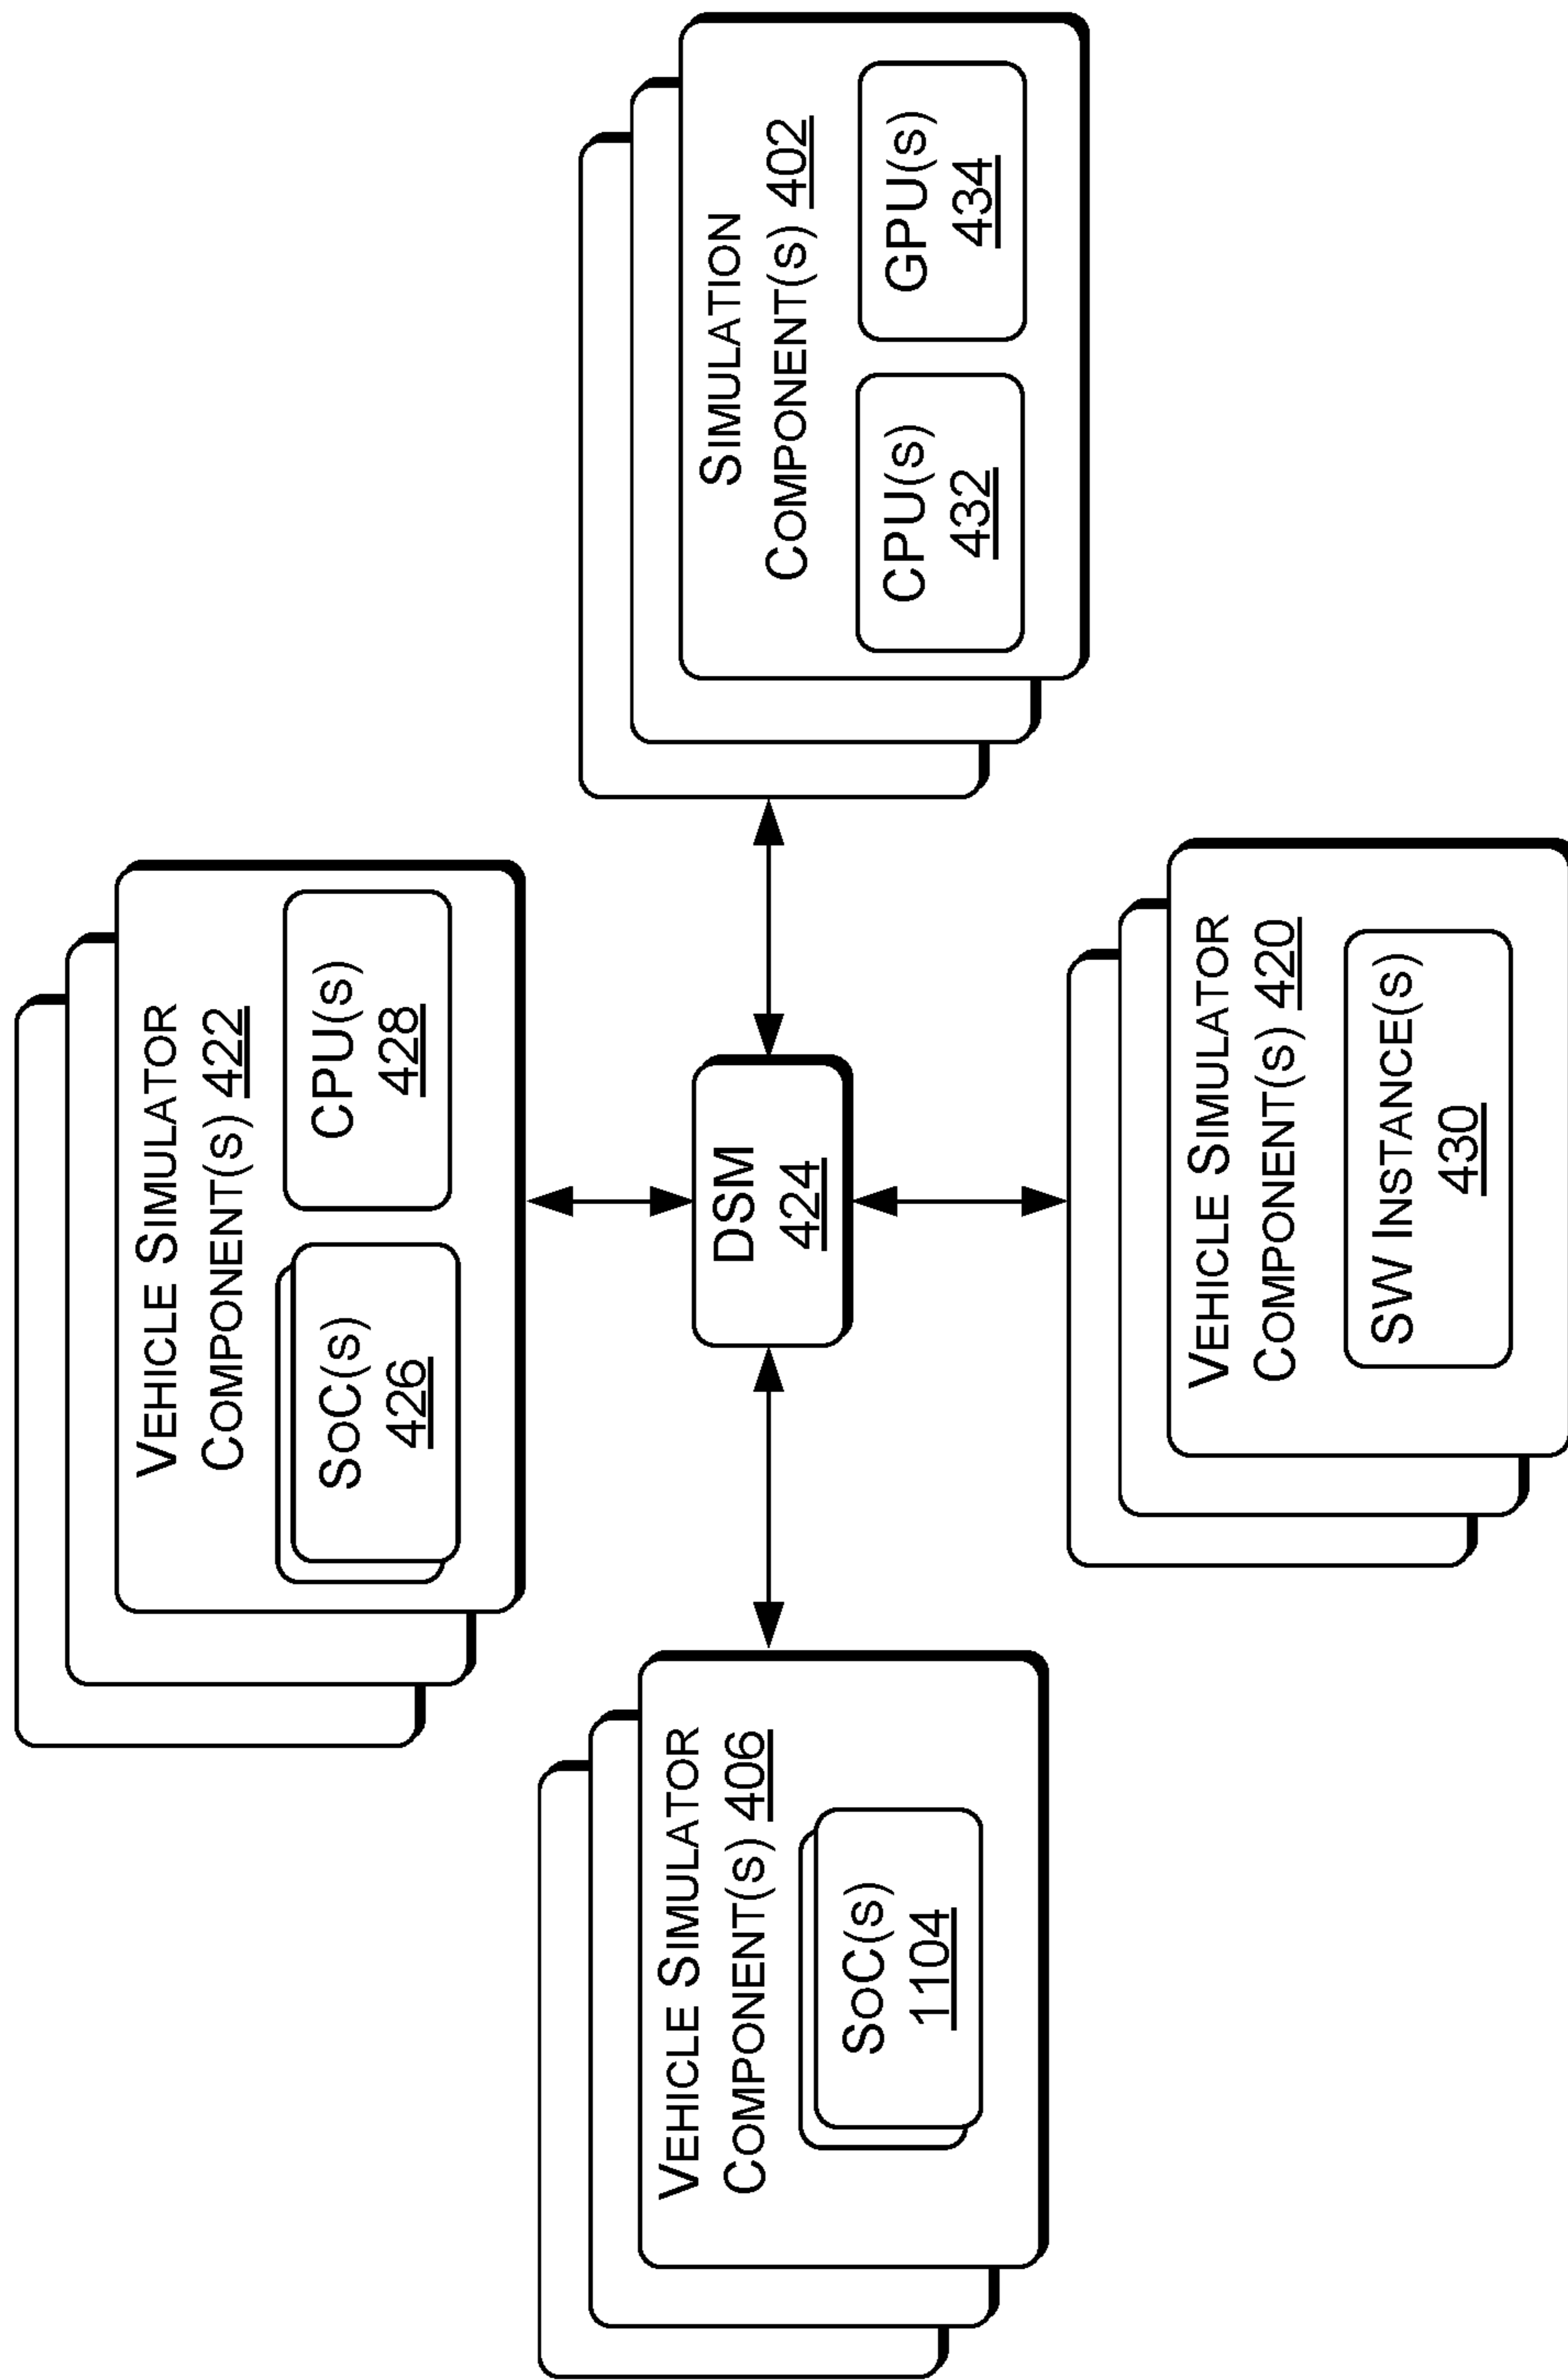 VEHICLE SIMULATOR
COMPONENT(S) 422
SOC(S)
426
CPU(S)
428
VEHICLE SIMULATOR
COMPONENT(S) 406
SOC(S)
1104
DSM
424
SIMULATION
COMPONENT(S) 402
CPU(S)
432
GPU(S)
434
VEHICLE SIMULATOR
COMPONENT(S) 420
SW INSTANCE(S)
430